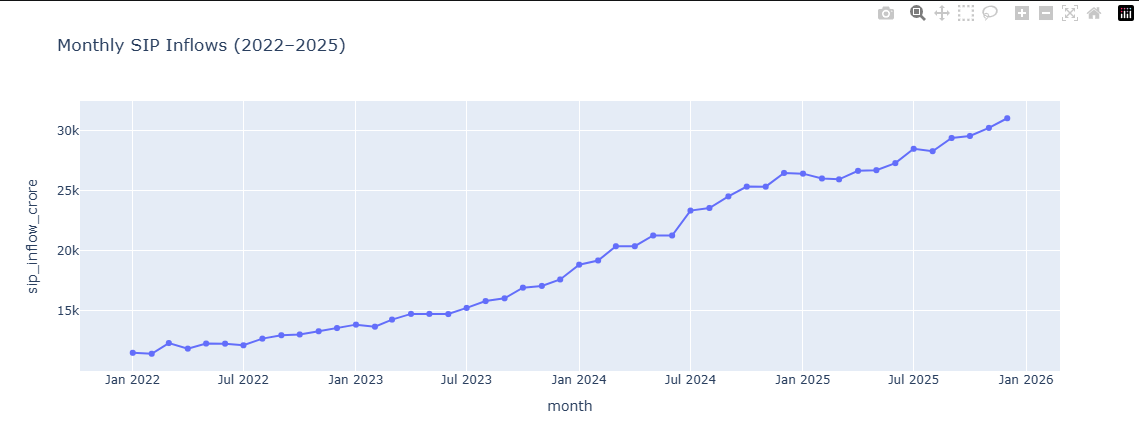 Monthly SIP Inflows (2022–2025)
sip_inflow_crore
30k
25k
20k
15k
Jan 2022 Jul 2022 Jan 2023 Jul 2023 Jan 2024 Jul 2024 Jan 2025 Jul 2025 Jan 2026
month